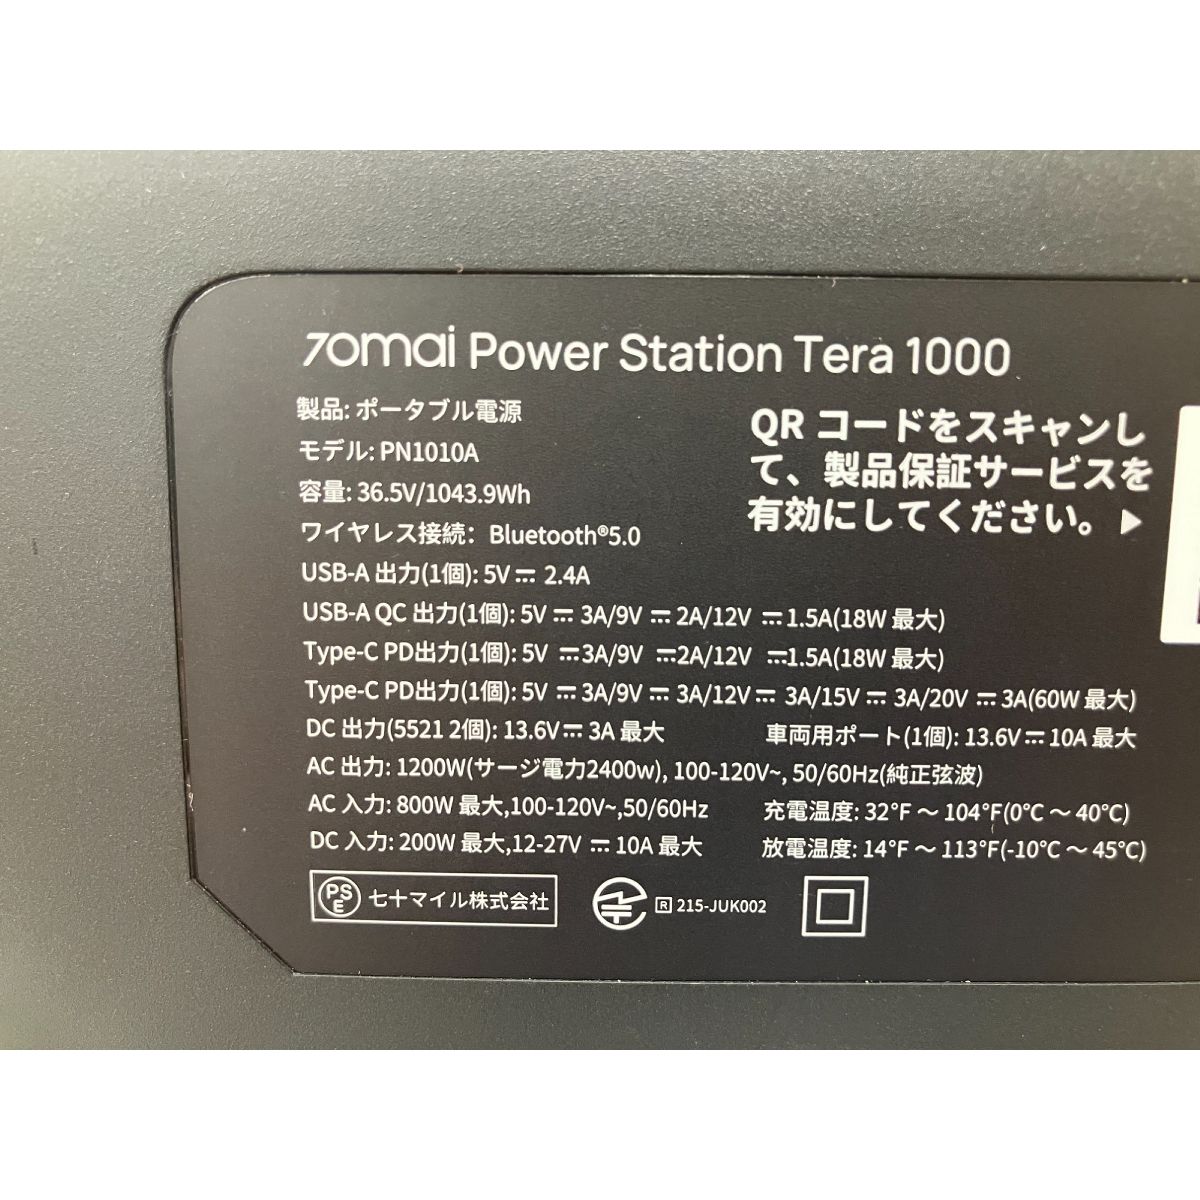 70mai Power Station Tera 1000
製品: ポータブル電源
モデル: PN1010A
容量: 36.5V/1043.9Wh
ワイヤレス接続: Bluetooth®5.0
QR コードをスキャンし
て、製品保証サービスを
有効にしてください。▶
USB-A 出力(1個): 5V ⎓ 2.4A
USB-A QC 出力(1個): 5V ⎓ 3A/9V ⎓ 2A/12V ⎓1.5A(18W 最大)
Type-C PD出力(1個): 5V ⎓3A/9V ⎓2A/12V ⎓1.5A(18W 最大)
Type-C PD出力(1個): 5V ⎓ 3A/9V ⎓ 3A/12V⎓ 3A/15V ⎓ 3A/20V ⎓ 3A(60W 最大)
DC 出力(5521 2個): 13.6V⎓ 3A 最大 車両用ポート(1個): 13.6V⎓ 10A 最大
AC 出力: 1200W(サージ電力2400w), 100-120V~, 50/60Hz(純正弦波)
AC 入力: 800W 最大,100-120V~,50/60Hz 充電温度: 32°F ～ 104°F(0°C ～ 40°C)
DC 入力: 200W 最大,12-27V ⎓ 10A 最大 放電温度: 14°F ～ 113°F(-10°C ～ 45°C)
PSE 七十マイル株式会社 R 215-JUK002